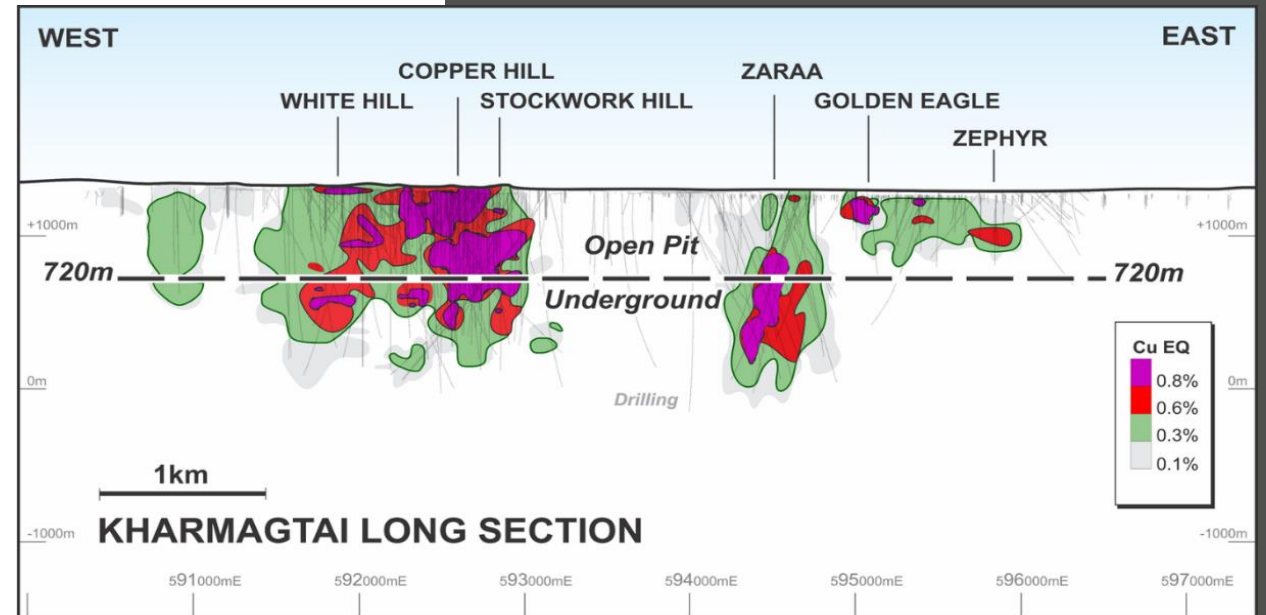 WEST
EAST
COPPER HILL
ZARAA
WHITE HILL
STOCKWORK HILL
GOLDEN EAGLE
ZEPHYR
+1000m
+1000m
Open Pit
720m
720m
Underground
Cu EQ
0.8%
0.6%
0.3%
0.1%
0m
0m
Drilling
1km
KHARMAGTAI LONG SECTION
-1000m
-1000m
591000mE
592000mE
593000mE
594000mE
595000mE
596000mE
597000mE